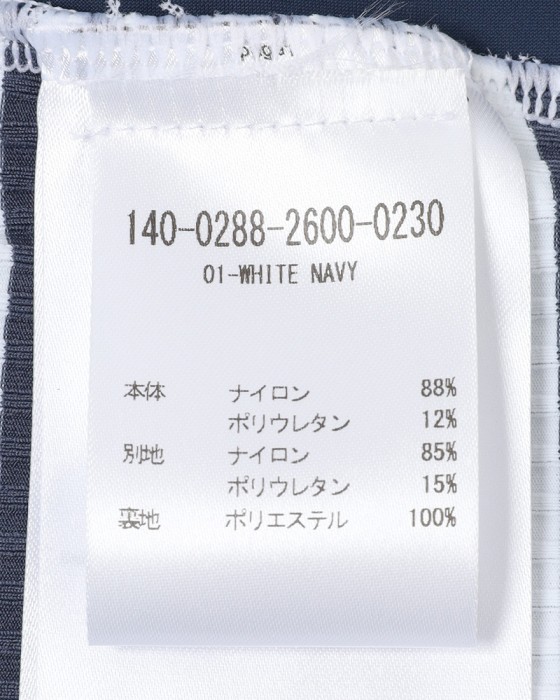 140-0288-2600-0230
01-WHITE NAVY
本体 ナイロン 88%
ポリウレタン 12%
別地 ナイロン 85%
ポリウレタン 15%
裏地 ポリエステル 100%